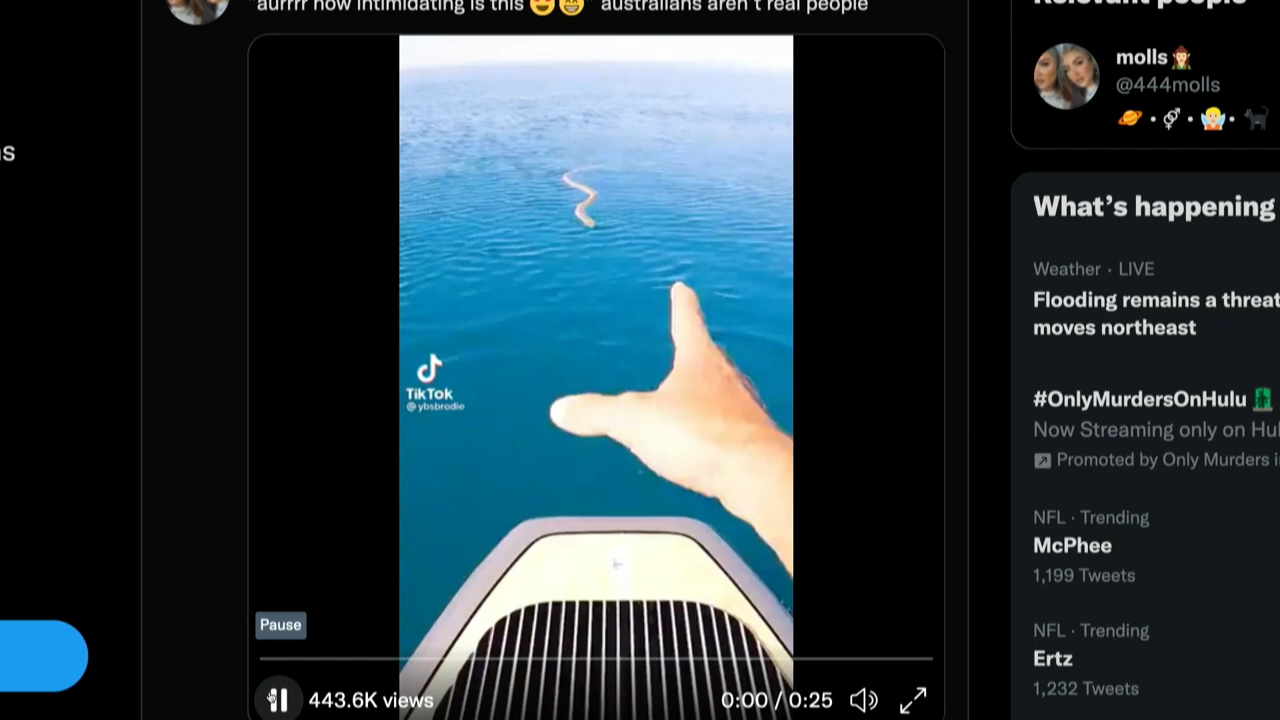 "aurrrr how intimidating is this 😍😁" australians aren't real people
s
TikTok
@ybsbrodie
Pause
443.6K views
0:00 / 0:25
Relevant people
molls
@444molls
What's happening
Weather · LIVE
Flooding remains a threat
moves northeast
#OnlyMurdersOnHulu
Now Streaming only on Hul
Promoted by Only Murders i
NFL · Trending
McPhee
1,199 Tweets
NFL · Trending
Ertz
1,232 Tweets